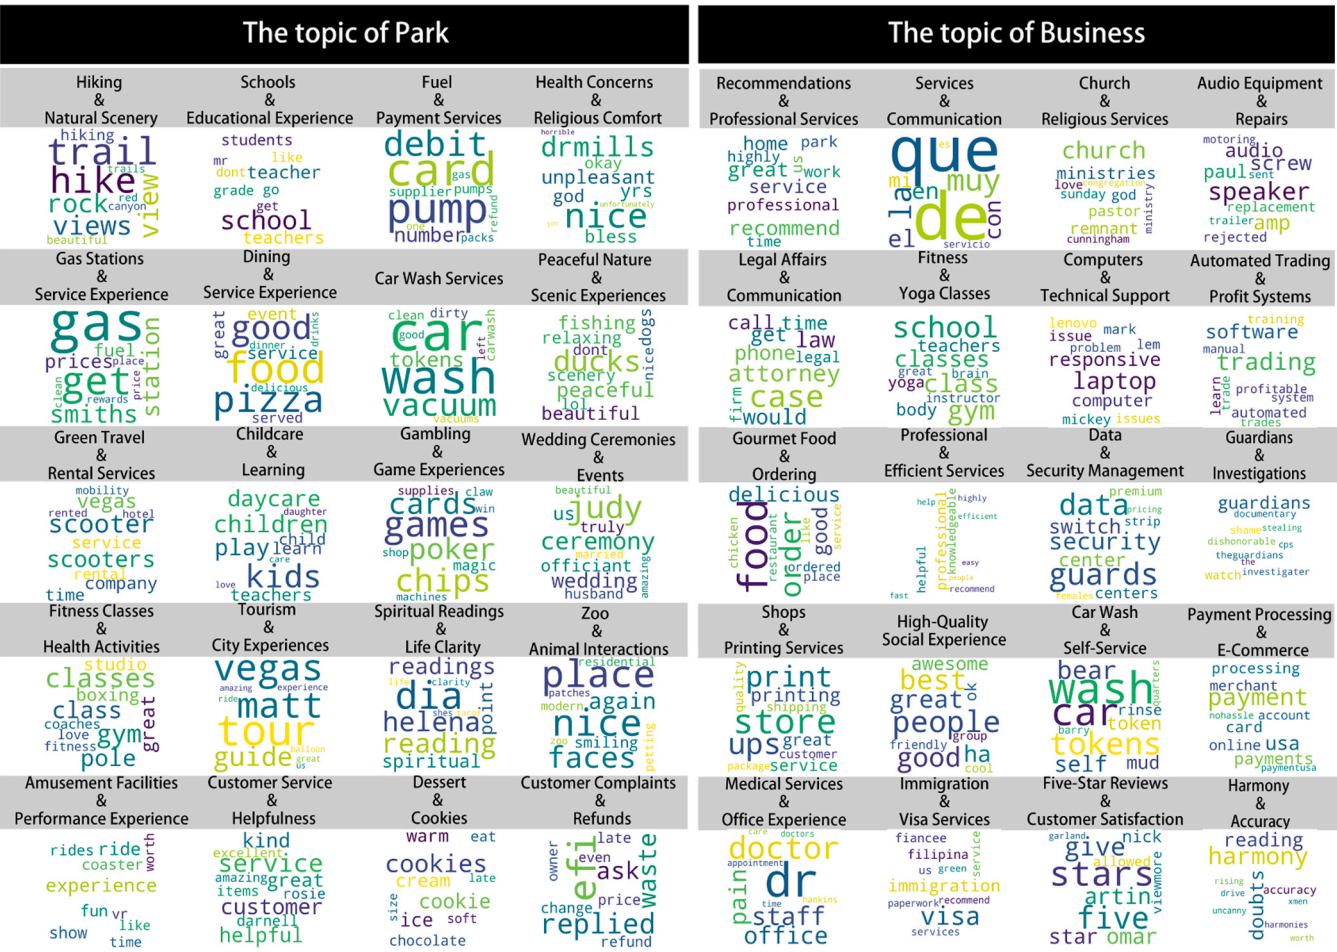 The topic of Park
The topic of Business
Hiking
&
Natural Scenery
Schools
&
Educational Experience
Fuel
&
Payment Services
Health Concerns
&
Religious Comfort
Recommendations
&
Professional Services
Services
&
Communication
Church
&
Religious Services
Audio Equipment
&
Repairs
hiking
trail
trails
hike
view
rock
red
canyon
views
beautiful
students
mr
like
dont
teacher
grade
go
get
school
teachers
debit
card
gas
supplier
pumps
pump
refund
one
number
packs
horrible
drmills
okay
unpleasant
god
yrs
unfortunately
nice
bless
home
park
highly
great
us
work
service
professional
recommend
time
que
es
mi
en
muy
la
de
con
el
servicio
church
ministries
love
congregation
sunday
god
pastor
ministry
remnant
cunningham
motoring
audio
screw
paul
sent
speaker
replacement
trailer
amp
rejected
Gas Stations
&
Service Experience
Dining
&
Service Experience
Car Wash Services
Peaceful Nature
&
Scenic Experiences
Legal Affairs
&
Communication
Fitness
&
Yoga Classes
Computers
&
Technical Support
Automated Trading
&
Profit Systems
gas
fuel
station
prices
place
get
clean
price
rewards
smiths
great
event
good
drinks
dinner
service
food
delicious
pizza
served
clean
dirty
car
good
carwash
left
tokens
wash
vacuum
vacuums
fishing
relaxing
dogs
dont
ducks
nice
scenery
peaceful
lol
beautiful
call
time
get
law
phone
legal
attorney
firm
case
would
school
teachers
classes
great
brain
yoga
class
instructor
body
gym
lenovo
mark
issue
problem
lem
responsive
laptop
computer
mickey
issues
training
software
manual
trading
learn
trade
profitable
system
automated
trades
Green Travel
&
Rental Services
Childcare
&
Learning
Gambling
&
Game Experiences
Wedding Ceremonies
&
Events
Gourmet Food
&
Ordering
Professional
&
Efficient Services
Data
&
Security Management
Guardians
&
Investigations
mobility
vegas
rented
hotel
scooter
service
scooters
rental
company
time
daycare
daughter
children
child
play
learn
care
kids
love
teachers
supplies
claw
cards
win
games
shop
poker
magic
chips
machines
beautiful
us
judy
truly
ceremony
married
officiant
amazing
wedding
husband
delicious
chicken
food
restaurant
order
like
good
service
ordered
place
help
professional
knowledgeable
highly
efficient
helpful
easy
people
recommend
fast
premium
data
pricing
switch
strip
security
center
guards
females
centers
guardians
documentary
shame
stealing
dishonorable
cps
theguardians
the
watch
investigater
Fitness Classes
&
Health Activities
Tourism
&
City Experiences
Spiritual Readings
&
Life Clarity
Zoo
&
Animal Interactions
Shops
&
Printing Services
High-Quality
Social Experience
Car Wash
&
Self-Service
Payment Processing
&
E-Commerce
studio
classes
boxing
class
great
coaches
love
gym
fitness
pole
vegas
amazing
experience
ride
matt
tour
guide
balloon
great
us
readings
life
clarity
dia
point
shes
helena
reading
spiritual
residential
place
patches
modern
again
nice
zoo
smiling
petting
faces
quality
print
printing
shipping
store
ups
great
customer
package
service
awesome
best
ok
great
people
group
friendly
good
ha
cool
bear
quarters
wash
car
rinse
token
barry
tokens
self
mud
processing
merchant
payment
nohassle
account
card
online
usa
payments
paymentusa
Amusement Facilities
&
Performance Experience
Customer Service
&
Helpfulness
Dessert
&
Cookies
Customer Complaints
&
Refunds
Medical Services
&
Office Experience
Immigration
&
Visa Services
Five-Star Reviews
&
Customer Satisfaction
Harmony
&
Accuracy
rides
ride
worth
coaster
experience
fun
vr
like
show
time
kind
excellent
service
amazing
great
items
rosie
customer
darnell
helpful
warm
eat
cookies
cream
late
size
cookie
ice
soft
chocolate
owner
efi
late
even
waste
ask
price
change
replied
refund
care
doctors
doctor
appointment
pain
dr
time
hankins
staff
office
fiancee
service
filipina
us
green
immigration
paperwork
recommend
visa
services
garland
nick
give
allowed
viewmore
stars
artin
five
star
omar
reading
harmony
rising
drive
doubts
accuracy
xmen
uncanny
harmonies
worth